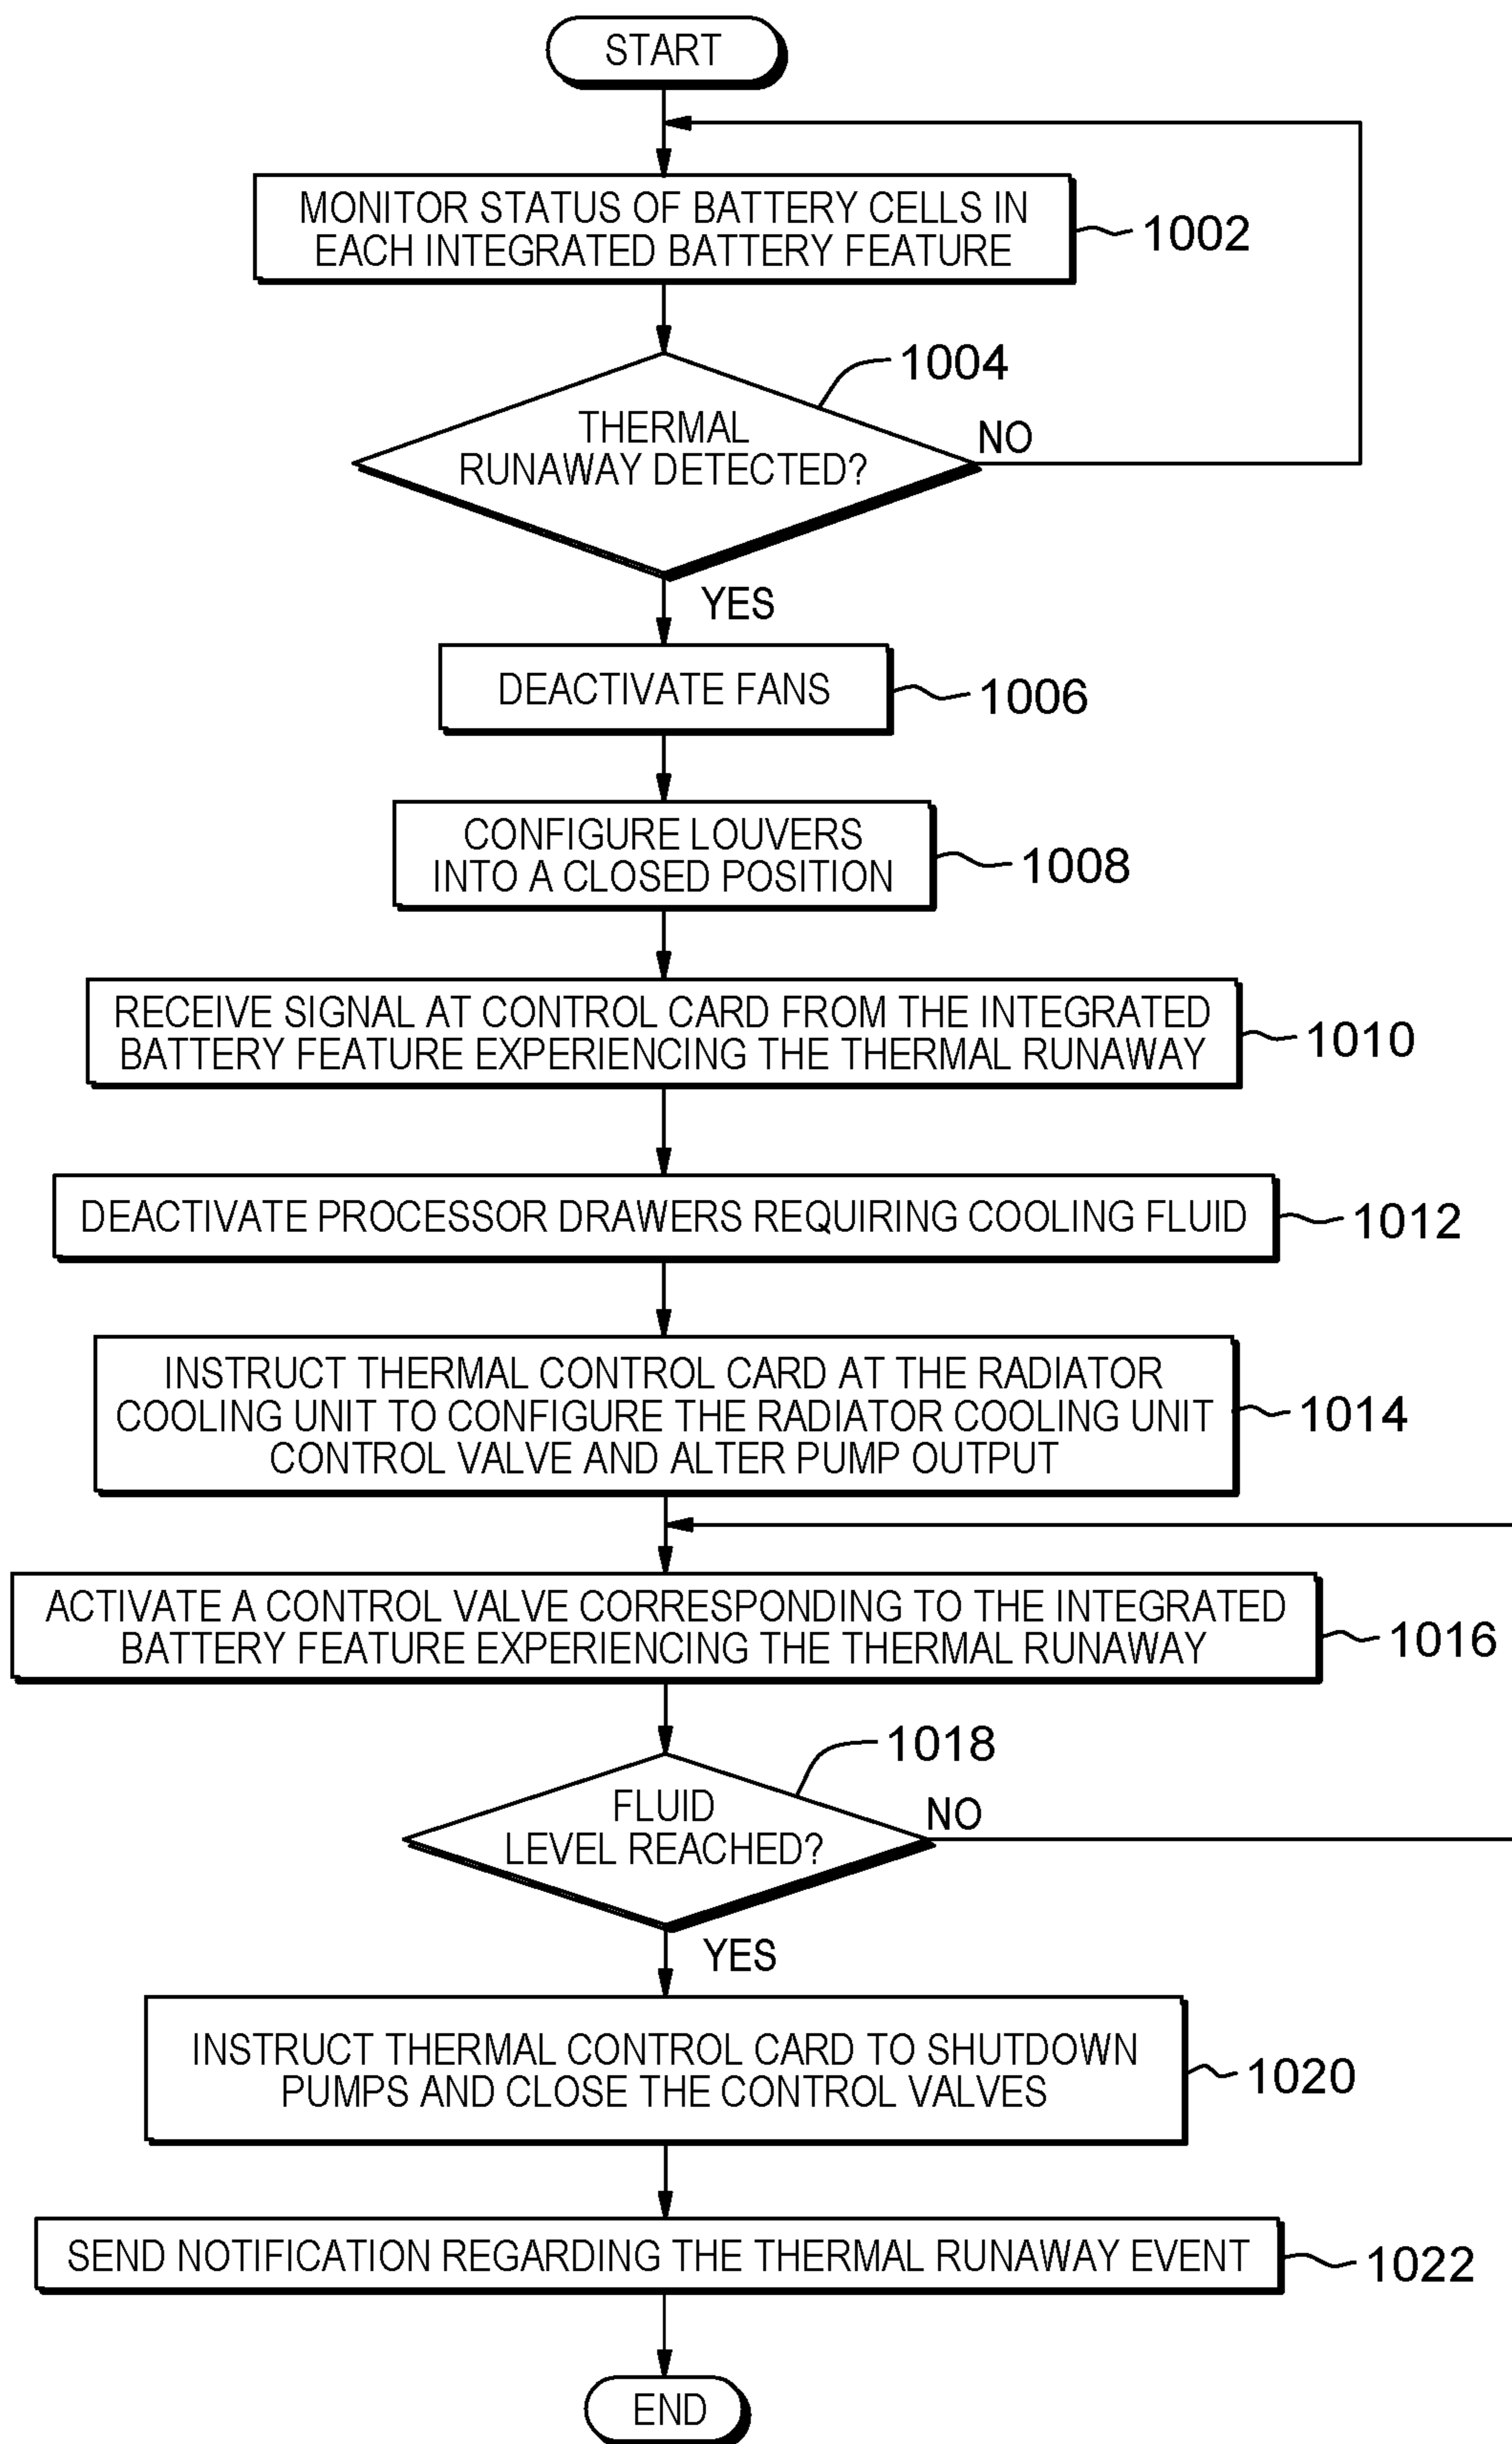 START
MONITOR STATUS OF BATTERY CELLS IN
EACH INTEGRATED BATTERY FEATURE
1002
1004
THERMAL
RUNAWAY DETECTED?
NO
YES
DEACTIVATE FANS
1006
CONFIGURE LOUVERS
INTO A CLOSED POSITION
1008
RECEIVE SIGNAL AT CONTROL CARD FROM THE INTEGRATED
BATTERY FEATURE EXPERIENCING THE THERMAL RUNAWAY
1010
DEACTIVATE PROCESSOR DRAWERS REQUIRING COOLING FLUID
1012
INSTRUCT THERMAL CONTROL CARD AT THE RADIATOR
COOLING UNIT TO CONFIGURE THE RADIATOR COOLING UNIT
CONTROL VALVE AND ALTER PUMP OUTPUT
1014
ACTIVATE A CONTROL VALVE CORRESPONDING TO THE INTEGRATED
BATTERY FEATURE EXPERIENCING THE THERMAL RUNAWAY
1016
1018
FLUID
LEVEL REACHED?
NO
YES
INSTRUCT THERMAL CONTROL CARD TO SHUTDOWN
PUMPS AND CLOSE THE CONTROL VALVES
1020
SEND NOTIFICATION REGARDING THE THERMAL RUNAWAY EVENT
1022
END